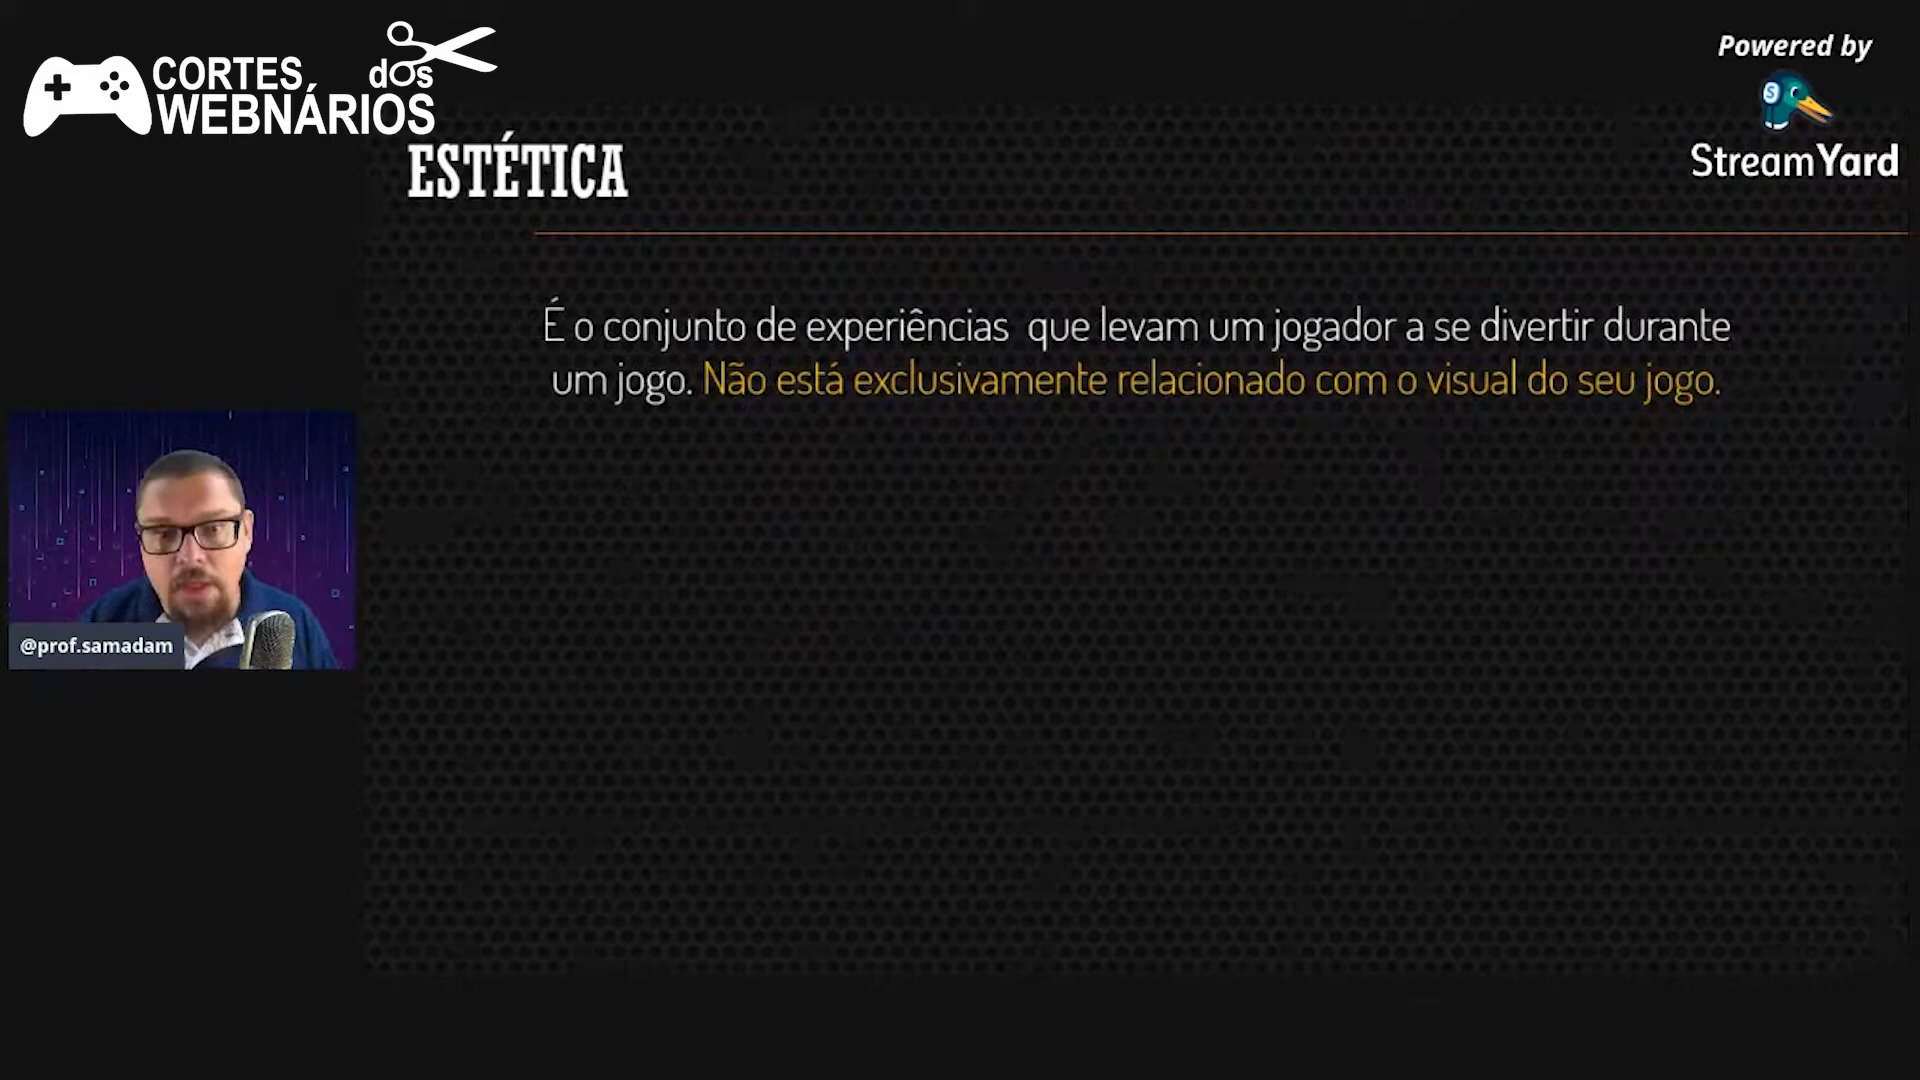 CORTES dos
WEBNÁRIOS
Powered by
S
StreamYard
ESTÉTICA
É o conjunto de experiências que levam um jogador a se divertir durante
um jogo. Não está exclusivamente relacionado com o visual do seu jogo.
@prof.samadam